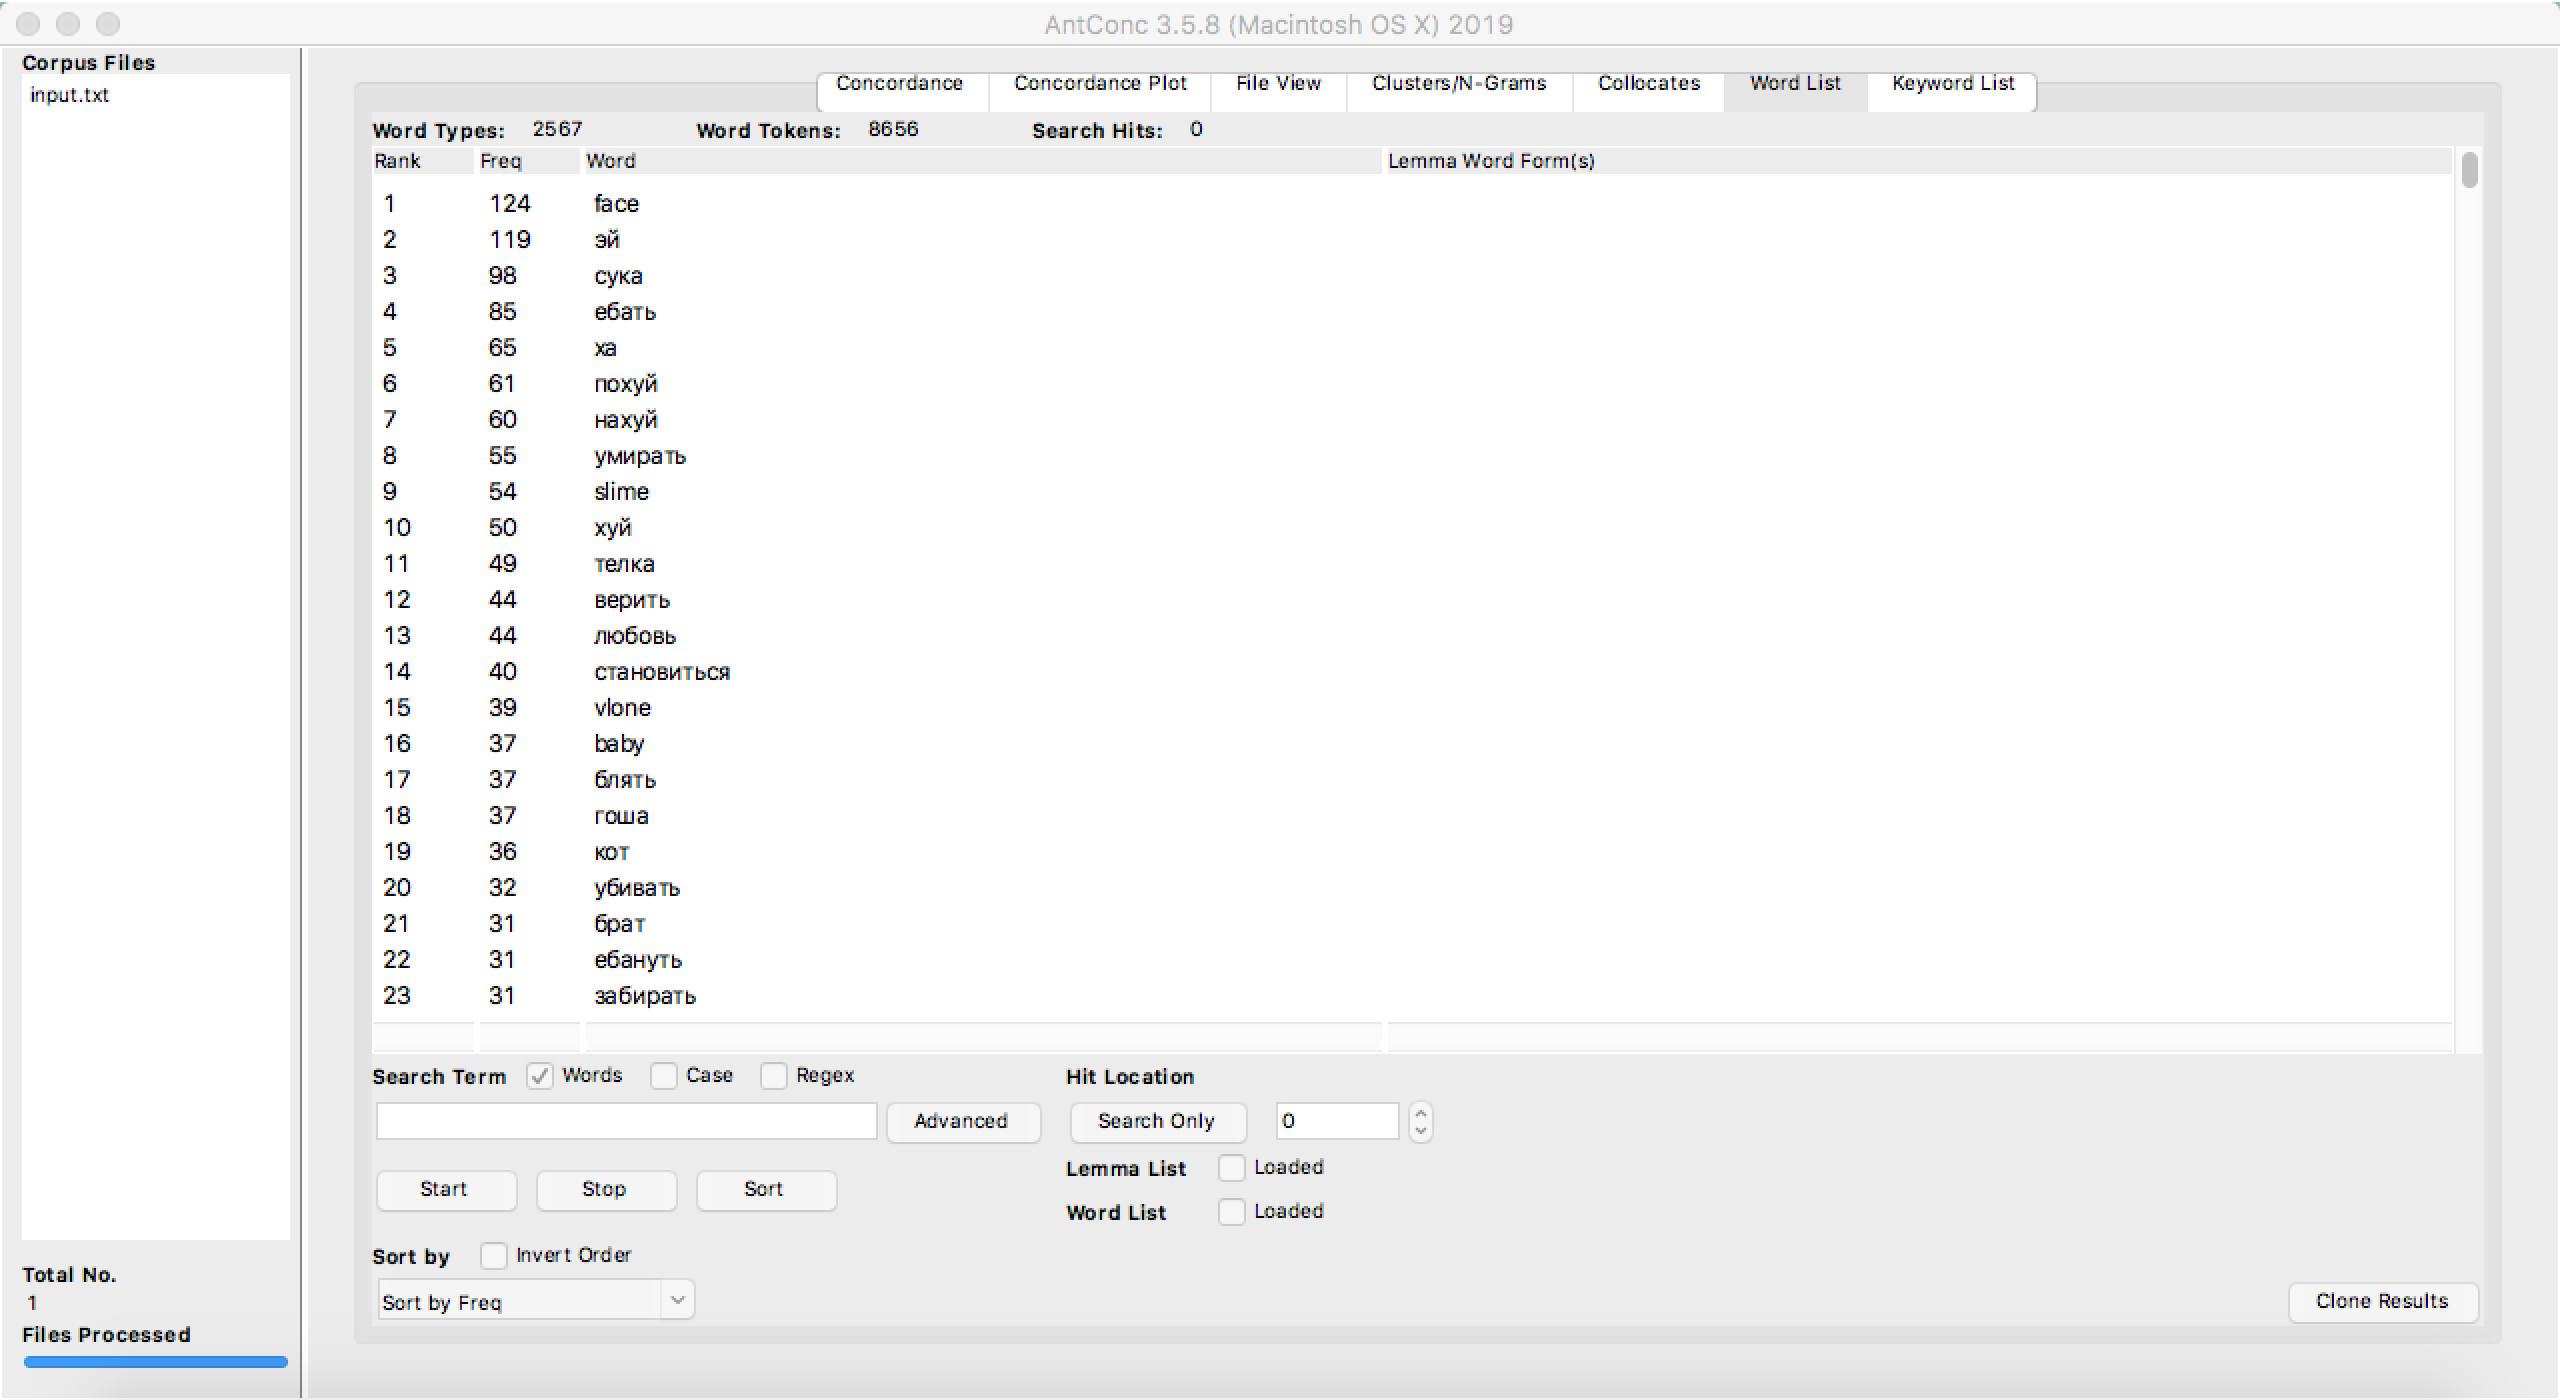 AntConc 3.5.8 (Macintosh OS X) 2019
Corpus Files
input.txt
Concordance Concordance Plot File View Clusters/N-Grams Collocates Word List Keyword List
Word Types: 2567 Word Tokens: 8656 Search Hits: 0
Rank Freq Word Lemma Word Form(s)
1 124 face
2 119 эй
3 98 сука
4 85 ебать
5 65 ха
6 61 похуй
7 60 нахуй
8 55 умирать
9 54 slime
10 50 хуй
11 49 телка
12 44 верить
13 44 любовь
14 40 становиться
15 39 vlone
16 37 baby
17 37 блять
18 37 гоша
19 36 кот
20 32 убивать
21 31 брат
22 31 ебануть
23 31 забирать
Search Term Words Case Regex Hit Location
Advanced Search Only 0
Lemma List Loaded
Start Stop Sort
Word List Loaded
Sort by Invert Order
Sort by Freq
Clone Results
Total No.
1
Files Processed